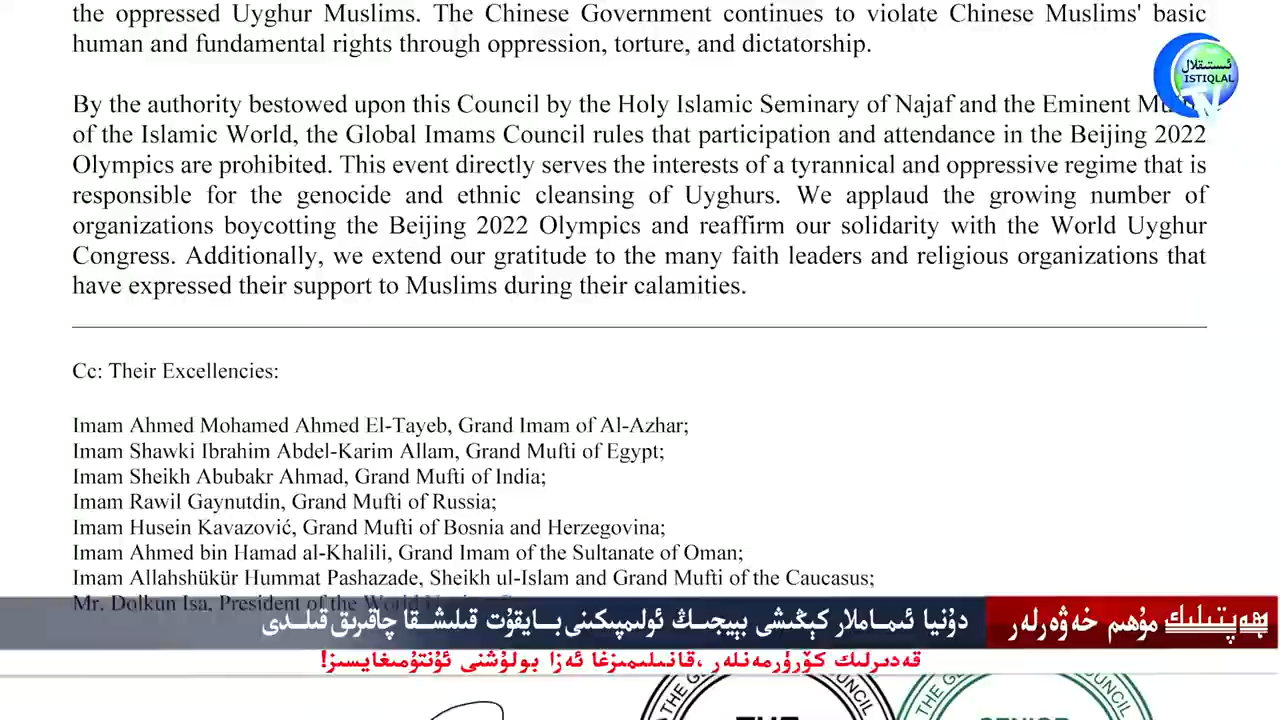 the oppressed Uyghur Muslims. The Chinese Government continues to violate Chinese Muslims' basic
human and fundamental rights through oppression, torture, and dictatorship.
ئىستىقلال
ISTIQLAL
TV
By the authority bestowed upon this Council by the Holy Islamic Seminary of Najaf and the Eminent
of the Islamic World, the Global Imams Council rules that participation and attendance in the Beijing 2022
Olympics are prohibited. This event directly serves the interests of a tyrannical and oppressive regime that is
responsible for the genocide and ethnic cleansing of Uyghurs. We applaud the growing number of
organizations boycotting the Beijing 2022 Olympics and reaffirm our solidarity with the World Uyghur
Congress. Additionally, we extend our gratitude to the many faith leaders and religious organizations that
have expressed their support to Muslims during their calamities.
Cc: Their Excellencies:
Imam Ahmed Mohamed Ahmed El-Tayeb, Grand Imam of Al-Azhar;
Imam Shawki Ibrahim Abdel-Karim Allam, Grand Mufti of Egypt;
Imam Sheikh Abubakr Ahmad, Grand Mufti of India;
Imam Rawil Gaynutdin, Grand Mufti of Russia;
Imam Husein Kavazović, Grand Mufti of Bosnia and Herzegovina;
Imam Ahmed bin Hamad al-Khalili, Grand Imam of the Sultanate of Oman;
Imam Allahshükür Hummat Pashazade, Sheikh ul-Islam and Grand Mufti of the Caucasus;
Mr. Dolkun Isa, President of the World
ھەپتىلىك مۇھىم خەۋەرلەر
دۇنيا ئىماملار كېڭىشى بېيجىڭ ئولىمپىكىنى بايقۇت قىلىشقا چاقىرىق قىلدى
قەدىرلىك كۆرۈرمەنلەر ،قانىلىمىزغا ئەزا بولۇشنى ئۇنتۇمىغايسىز!
THE COUNCIL
THE COUNCIL
THE
SENIOR